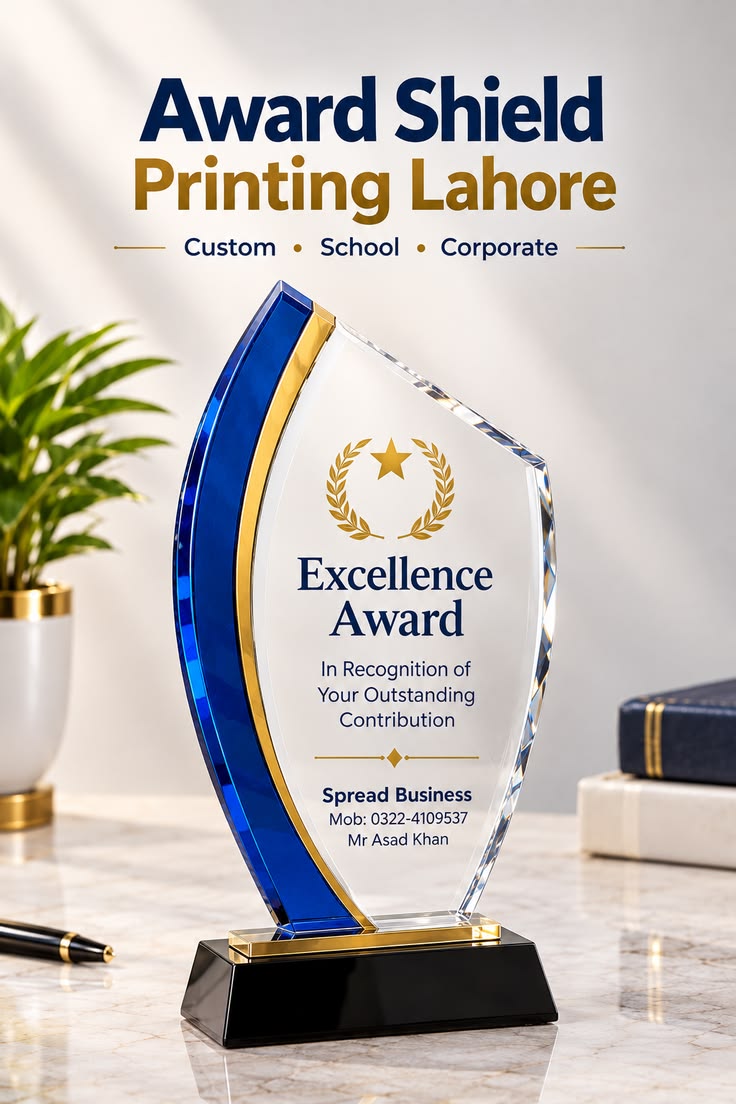 Award Shield
Printing Lahore
Custom • School • Corporate
Excellence
Award
In Recognition of
Your Outstanding
Contribution
Spread Business
Mob: 0322-4109537
Mr Asad Khan